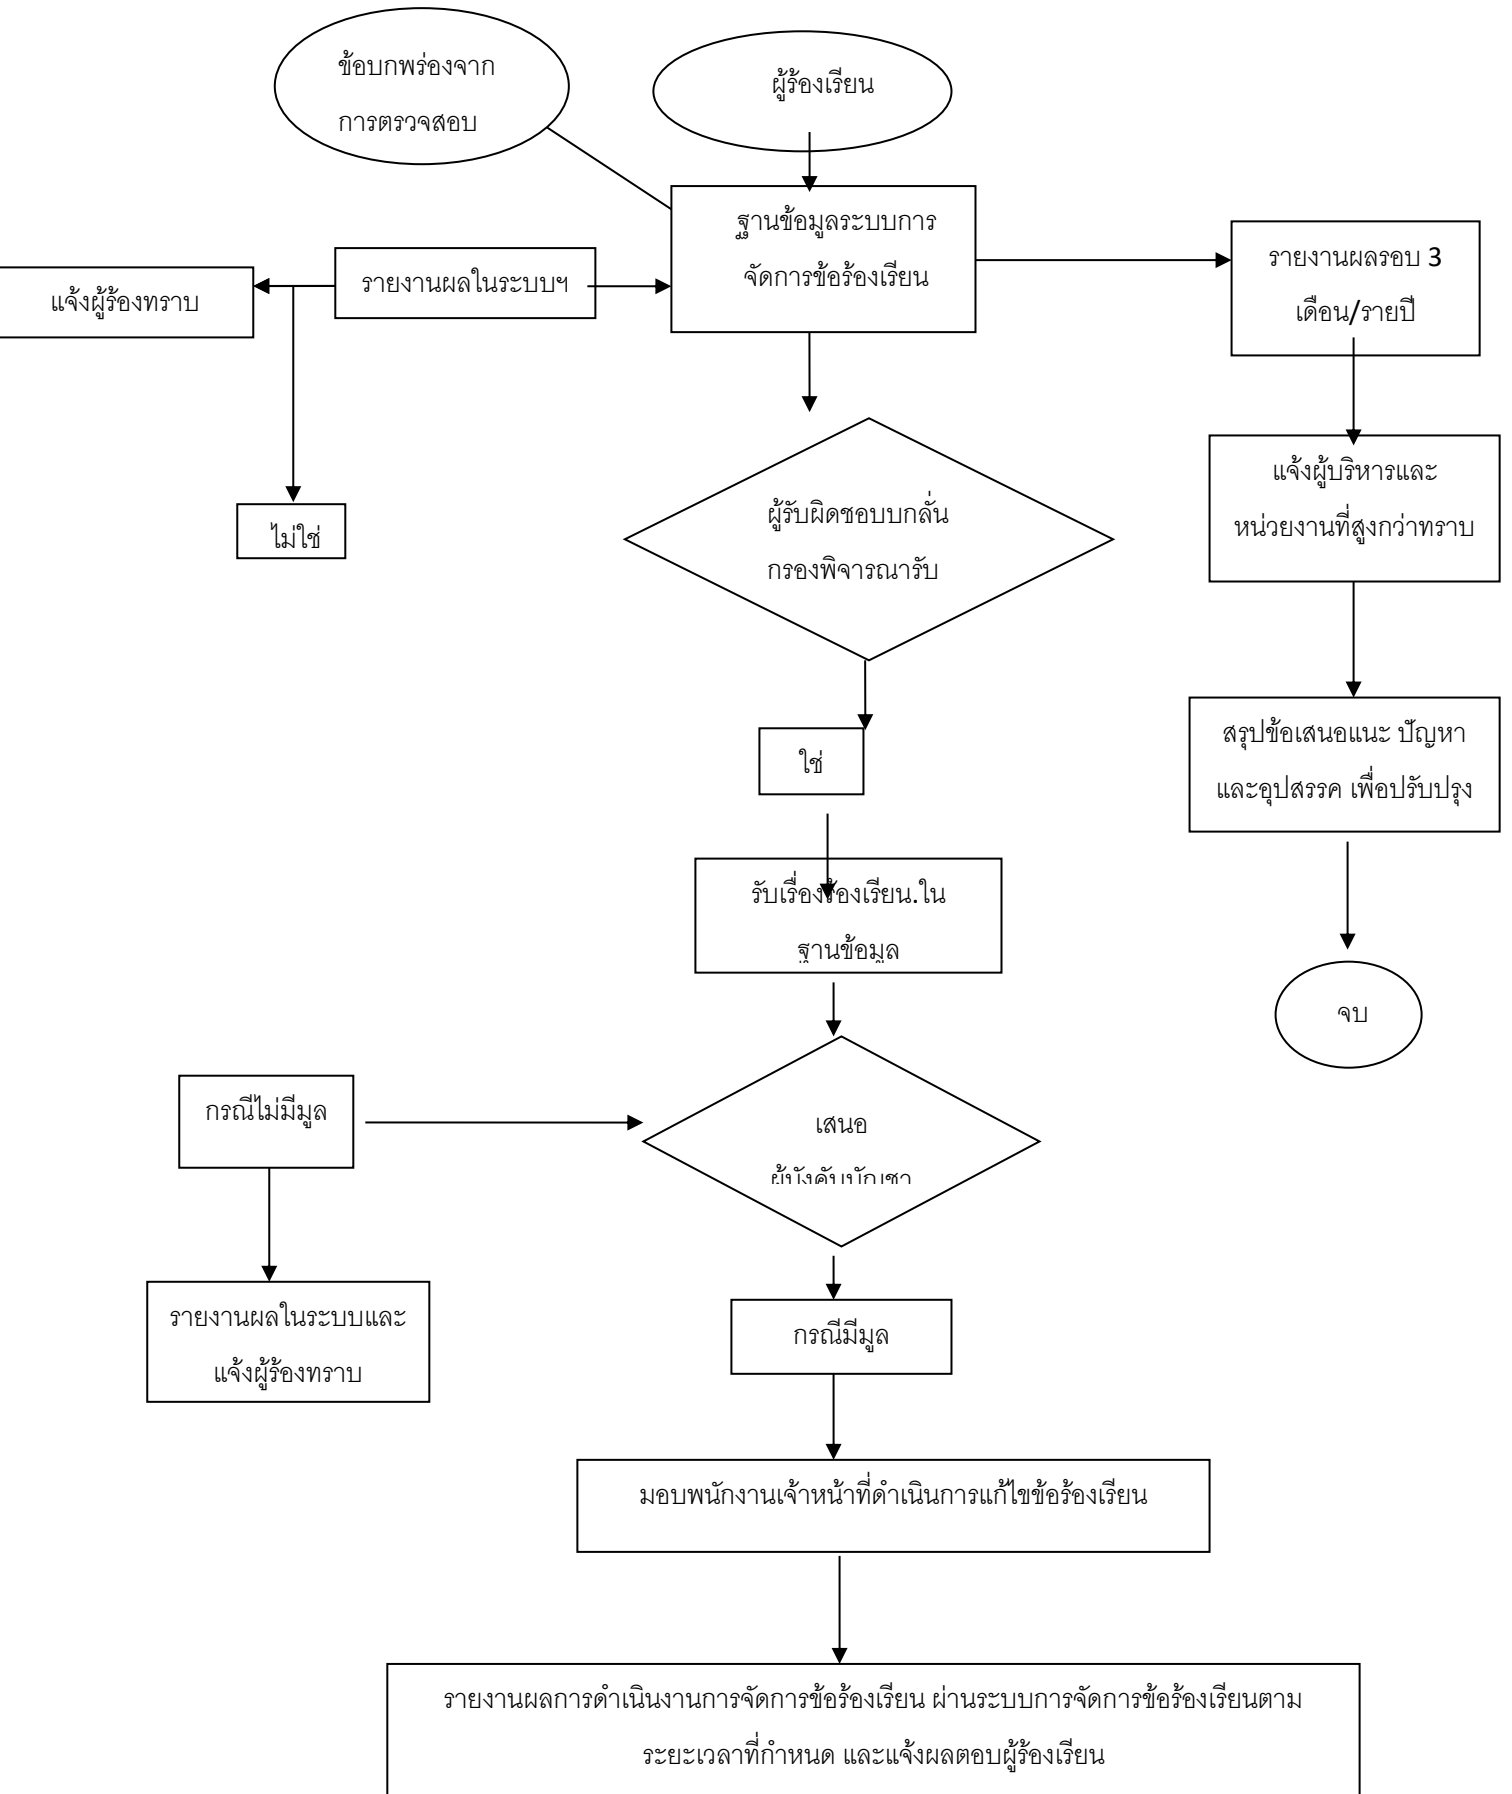 ข้อบกพร่องจาก
การตรวจสอบ
ผู้ร้องเรียน
ฐานข้อมูลระบบการ
จัดการข้อร้องเรียน
รายงานผลในระบบฯ
แจ้งผู้ร้องทราบ
รายงานผลรอบ 3
เดือน/รายปี
แจ้งผู้บริหารและ
หน่วยงานที่สูงกว่าทราบ
ไม่ใช่
ผู้รับผิดชอบบกลั่น
กรองพิจารณารับ
สรุปข้อเสนอแนะ ปัญหา
และอุปสรรค เพื่อปรับปรุง
ใช่
รับเรื่องร้องเรียน.ใน
ฐานข้อมูล
จบ
กรณีไม่มีมูล
เสนอ
ผู้บังคับบัญชา
รายงานผลในระบบและ
แจ้งผู้ร้องทราบ
กรณีมีมูล
มอบพนักงานเจ้าหน้าที่ดำเนินการแก้ไขข้อร้องเรียน
รายงานผลการดำเนินงานการจัดการข้อร้องเรียน ผ่านระบบการจัดการข้อร้องเรียนตาม
ระยะเวลาที่กำหนด และแจ้งผลตอบผู้ร้องเรียน